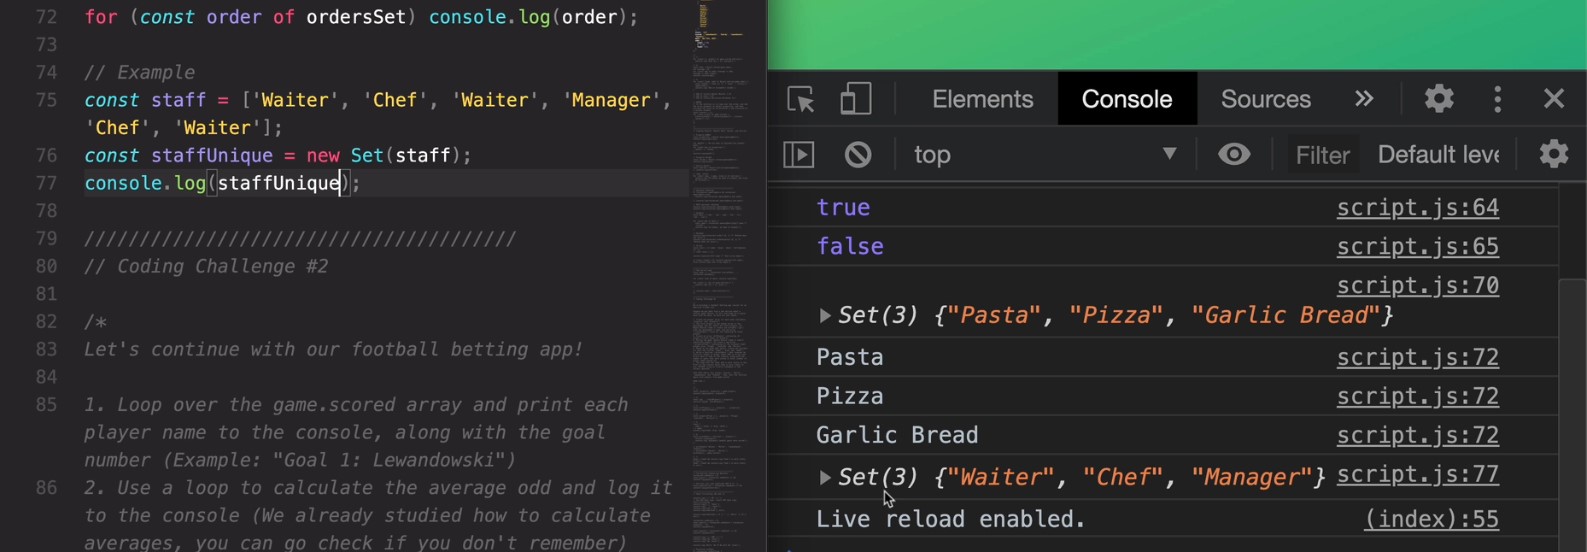 72 for (const order of ordersSet) console.log(order);
73
74 // Example
75 const staff = ['Waiter', 'Chef', 'Waiter', 'Manager',
'Chef', 'Waiter'];
76 const staffUnique = new Set(staff);
77 console.log(staffUnique);
78
79 ///////////////////////////////////////
80 // Coding Challenge #2
81
82 /*
83 Let's continue with our football betting app!
84
85 1. Loop over the game.scored array and print each
player name to the console, along with the goal
number (Example: "Goal 1: Lewandowski")
86 2. Use a loop to calculate the average odd and log it
to the console (We already studied how to calculate
averages, you can go check if you don't remember)
Elements Console Sources »
top Filter Default leve
true script.js:64
false script.js:65
script.js:70
Set(3) {"Pasta", "Pizza", "Garlic Bread"}
Pasta script.js:72
Pizza script.js:72
Garlic Bread script.js:72
Set(3) {"Waiter", "Chef", "Manager"} script.js:77
Live reload enabled. (index):55